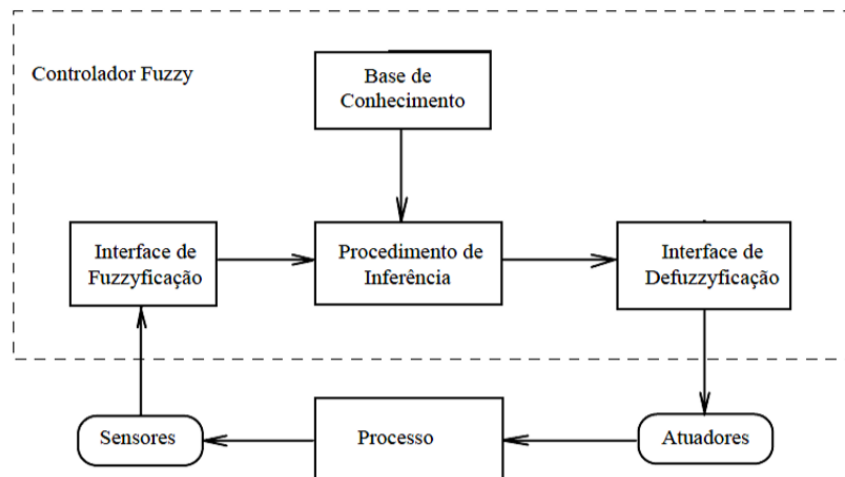 Controlador Fuzzy
Base de
Conhecimento
Interface de
Fuzzyficação
Procedimento de
Inferência
Interface de
Defuzzyficação
Sensores
Processo
Atuadores